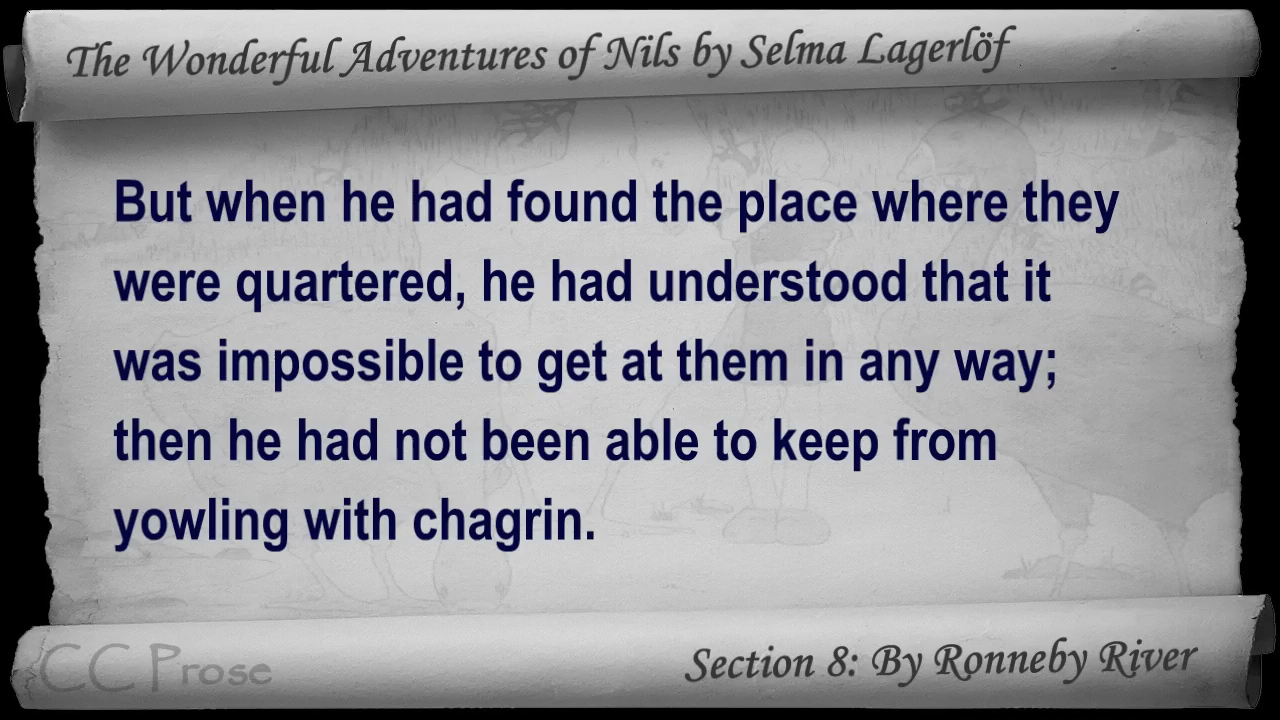 The Wonderful Adventures of Nils by Selma Lagerlöf
But when he had found the place where they
were quartered, he had understood that it
was impossible to get at them in any way;
then he had not been able to keep from
yowling with chagrin.
CC Prose
Section 8: By Ronneby River